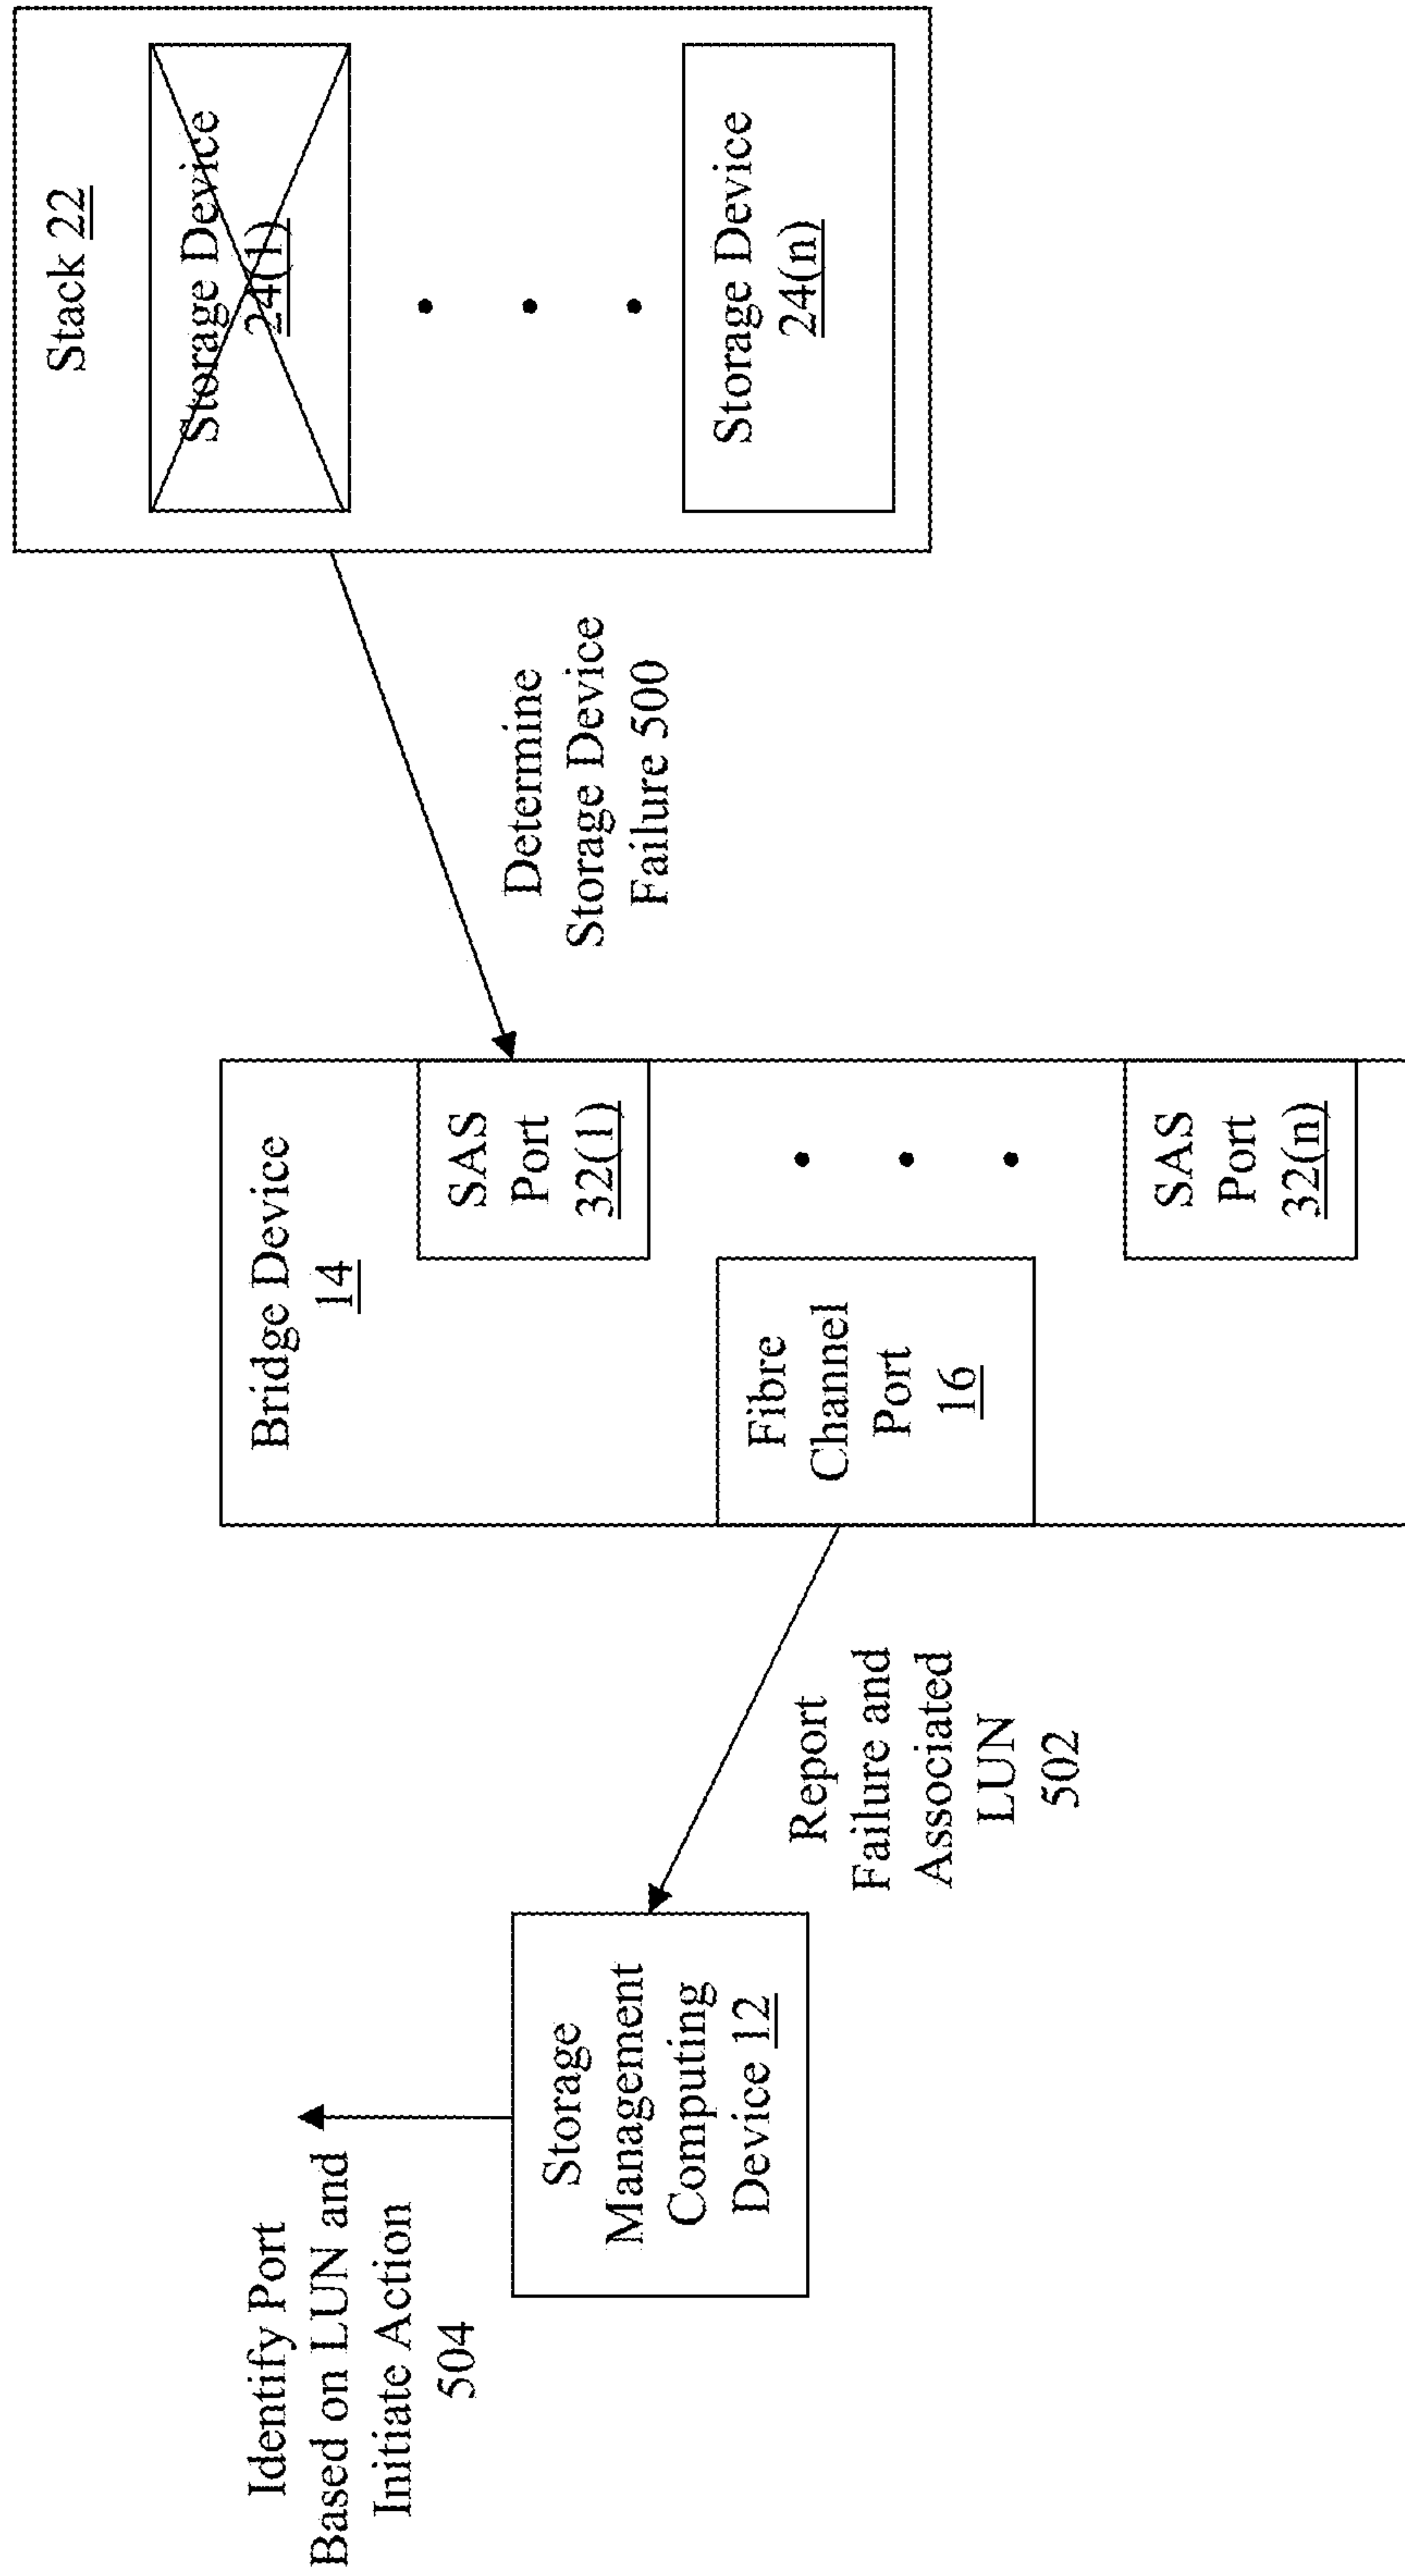 Identify Port
Based on LUN and
Initiate Action
504
Storage
Management
Computing
Device 12
Report
Failure and
Associated
LUN
502
Bridge Device
14
Fibre
Channel
Port
16
SAS
Port
32(1)
SAS
Port
32(n)
Determine
Storage Device
Failure 500
Stack 22
Storage Device
24(1)
Storage Device
24(n)